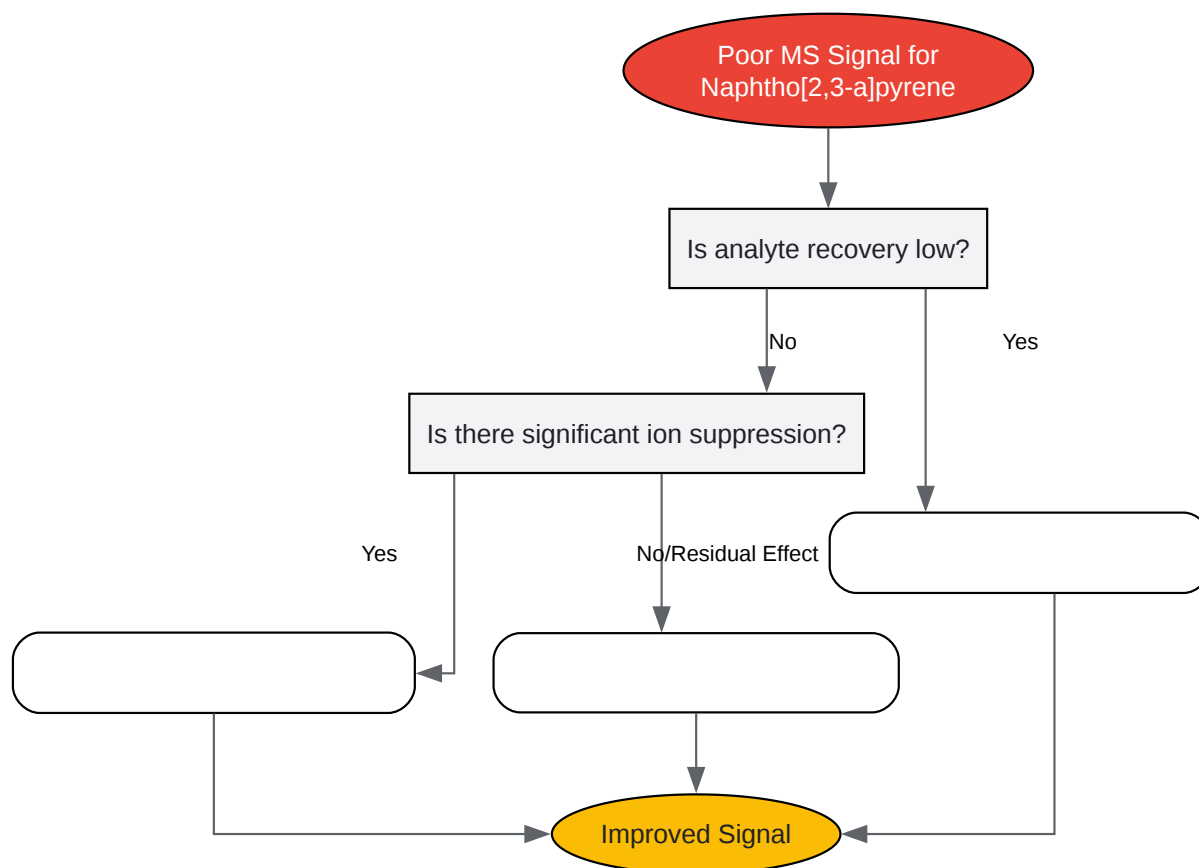 Poor MS Signal for
Naphtho[2,3-a]pyrene
Is analyte recovery low?
No
Yes
Is there significant ion suppression?
Yes
No/Residual Effect
Improved Signal